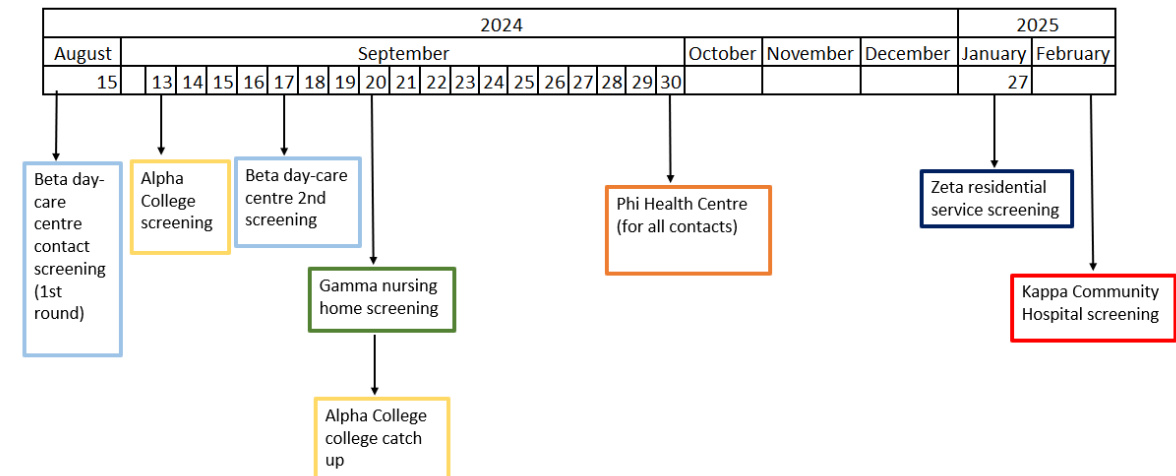 2024 2025
August September October November December January February
15 13 14 15 16 17 18 19 20 21 22 23 24 25 26 27 28 29 30 27
Beta day-
care
centre
contact
screening
(1st
round)
Alpha
College
screening
Beta day-care
centre 2nd
screening
Gamma nursing
home screening
Alpha College
college catch
up
Phi Health Centre
(for all contacts)
Zeta residential
service screening
Kappa Community
Hospital screening